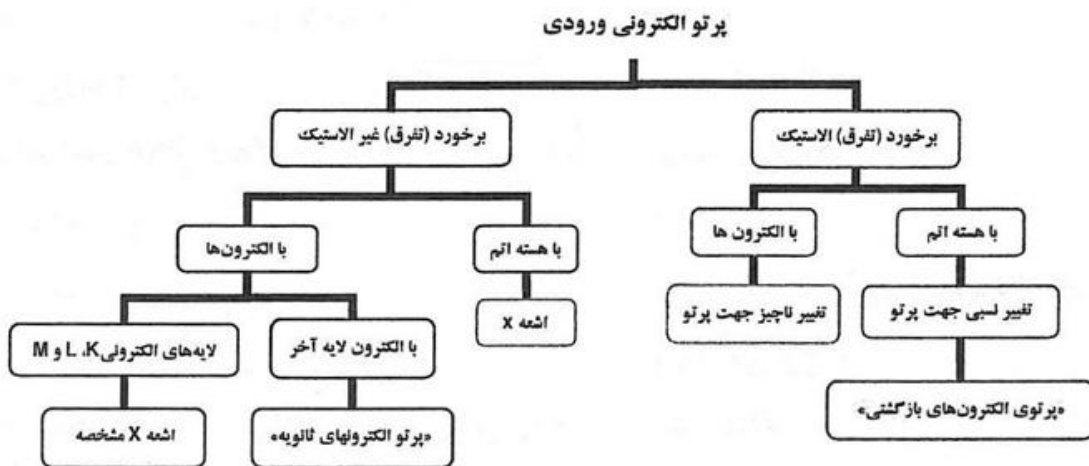 پرتو الکترونی ورودی
برخورد (تفرق) الاستیک
برخورد (تفرق) غیر الاستیک
با هسته اتم
با الکترون ها
با هسته اتم
با الکترون‌ها
تغییر نسبی جهت پرتو
تغییر ناچیز جهت پرتو
اشعه x
با الکترون لایه آخر
لایه‌های الکترونی K، L و M
«پرتوی الکترون‌های بازگشتی»
«پرتو الکترونهای ثانویه»
اشعه X مشخصه